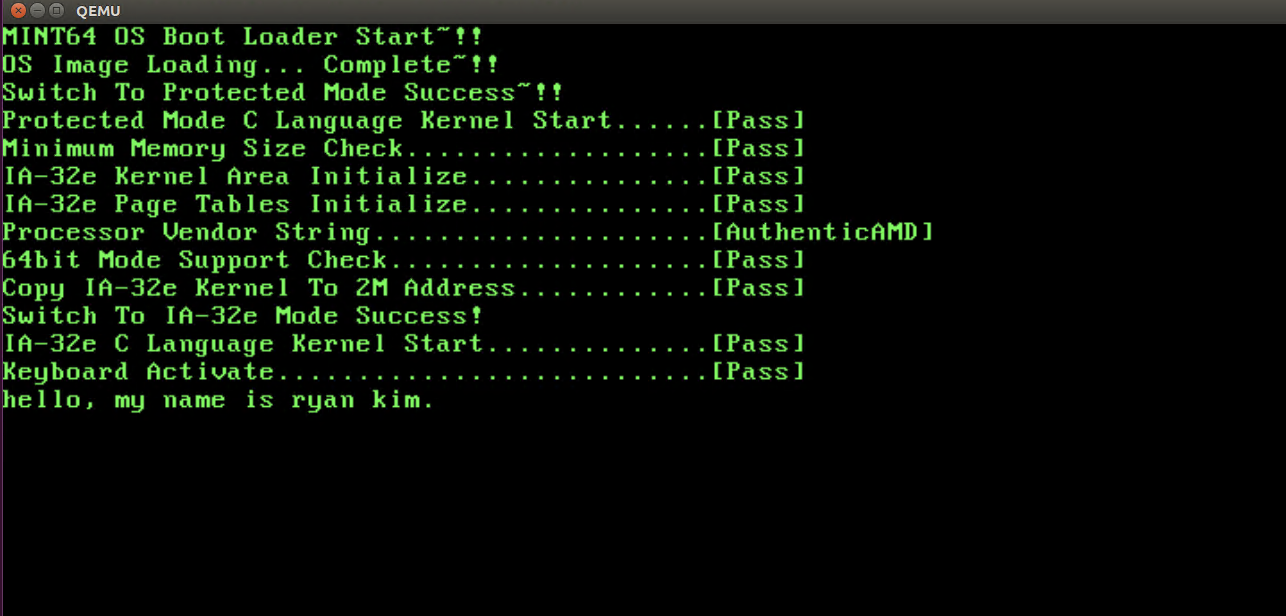 QEMU
MINT64 OS Boot Loader Start~!!
OS Image Loading... Complete~!!
Switch To Protected Mode Success~!!
Protected Mode C Language Kernel Start......[Pass]
Minimum Memory Size Check...................[Pass]
IA-32e Kernel Area Initialize...............[Pass]
IA-32e Page Tables Initialize...............[Pass]
Processor Vendor String.....................[AuthenticAMD]
64bit Mode Support Check....................[Pass]
Copy IA-32e Kernel To 2M Address............[Pass]
Switch To IA-32e Mode Success!
IA-32e C Language Kernel Start..............[Pass]
Keyboard Activate...........................[Pass]
hello, my name is ryan kim.